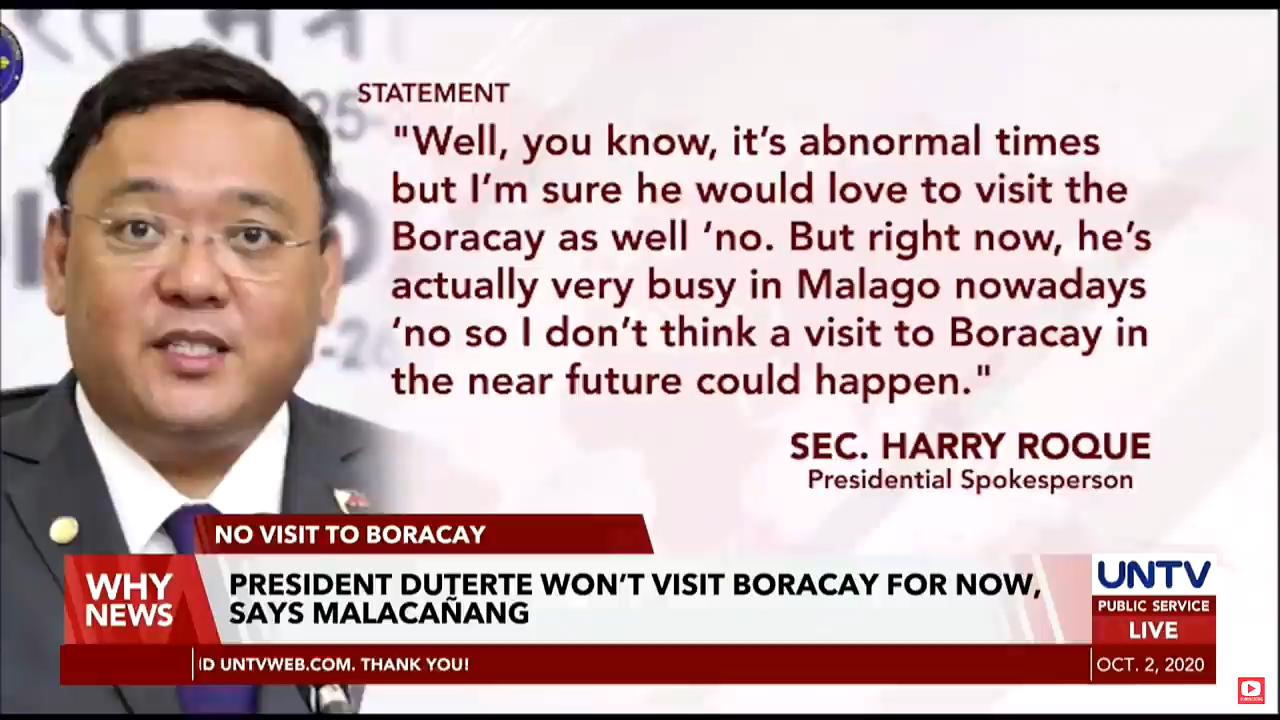 STATEMENT
"Well, you know, it's abnormal times
but I'm sure he would love to visit the
Boracay as well 'no. But right now, he's
actually very busy in Malago nowadays
'no so I don't think a visit to Boracay in
the near future could happen."
SEC. HARRY ROQUE
Presidential Spokesperson
NO VISIT TO BORACAY
WHY
NEWS
PRESIDENT DUTERTE WON'T VISIT BORACAY FOR NOW,
SAYS MALACAÑANG
UNTV
PUBLIC SERVICE
LIVE
UNTVWEB.COM. THANK YOU!
OCT. 2, 2020